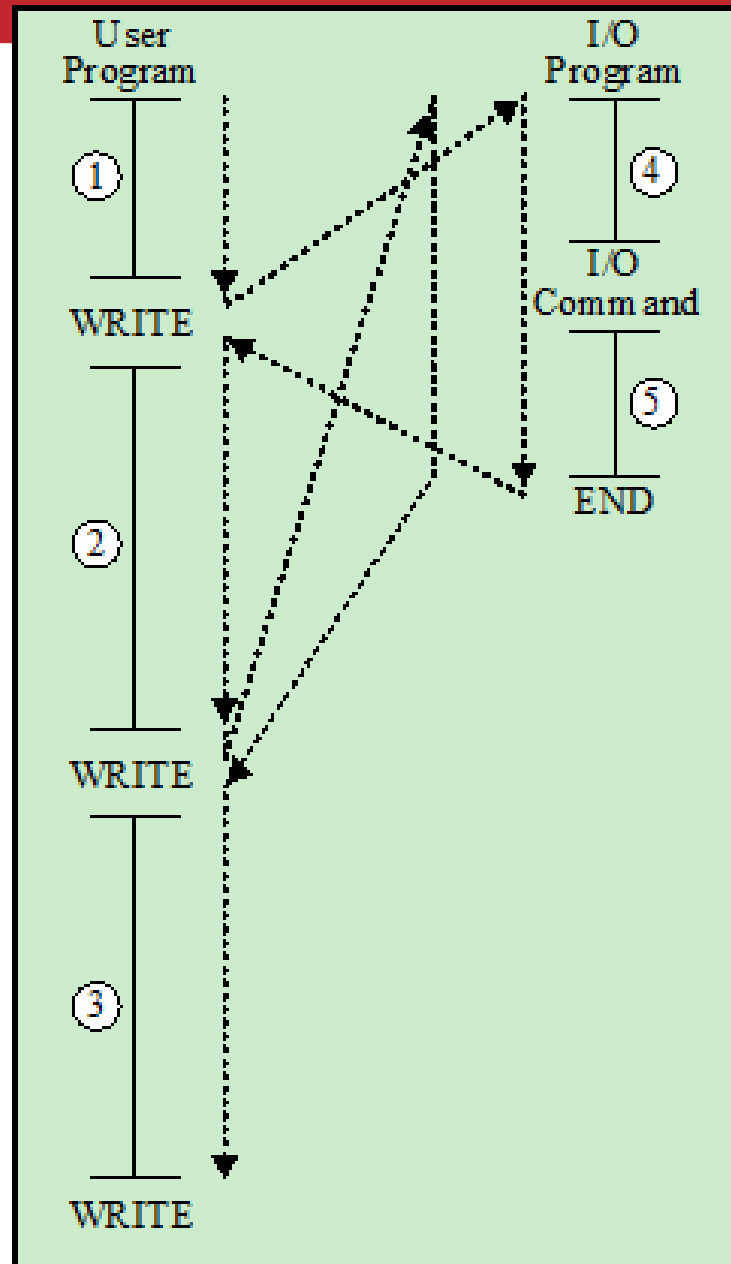 User
Program
1
WRITE
2
WRITE
3
WRITE
I/O
Program
4
I/O
Command
5
END